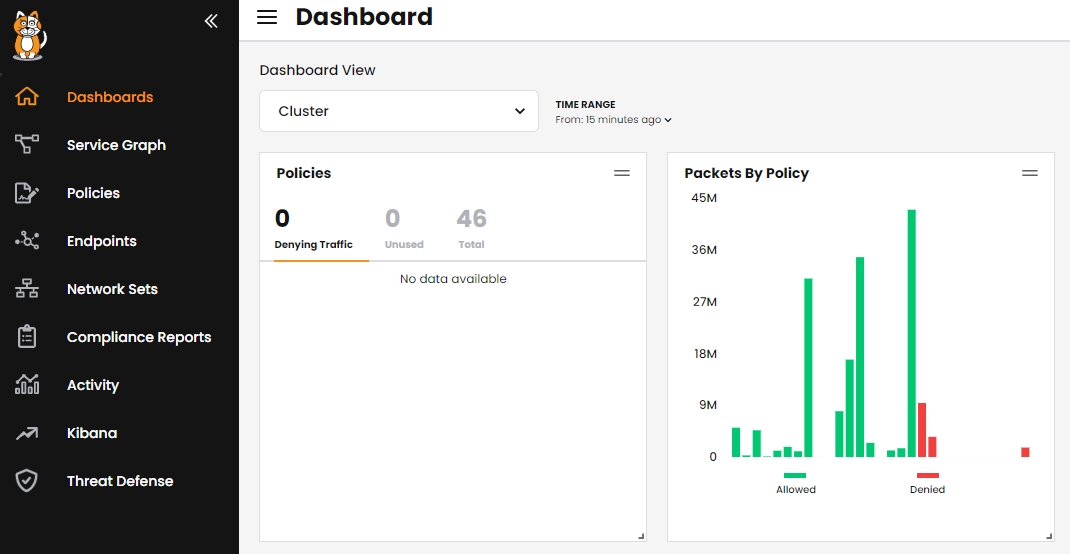 Dashboard
Dashboards
Service Graph
Policies
Endpoints
Network Sets
Compliance Reports
Activity
Kibana
Threat Defense
Dashboard View
Cluster
TIME RANGE
From: 15 minutes ago
Policies
0 0 46
Denying Traffic Unused Total
No data available
Packets By Policy
45M
36M
27M
18M
9M
0
Allowed Denied